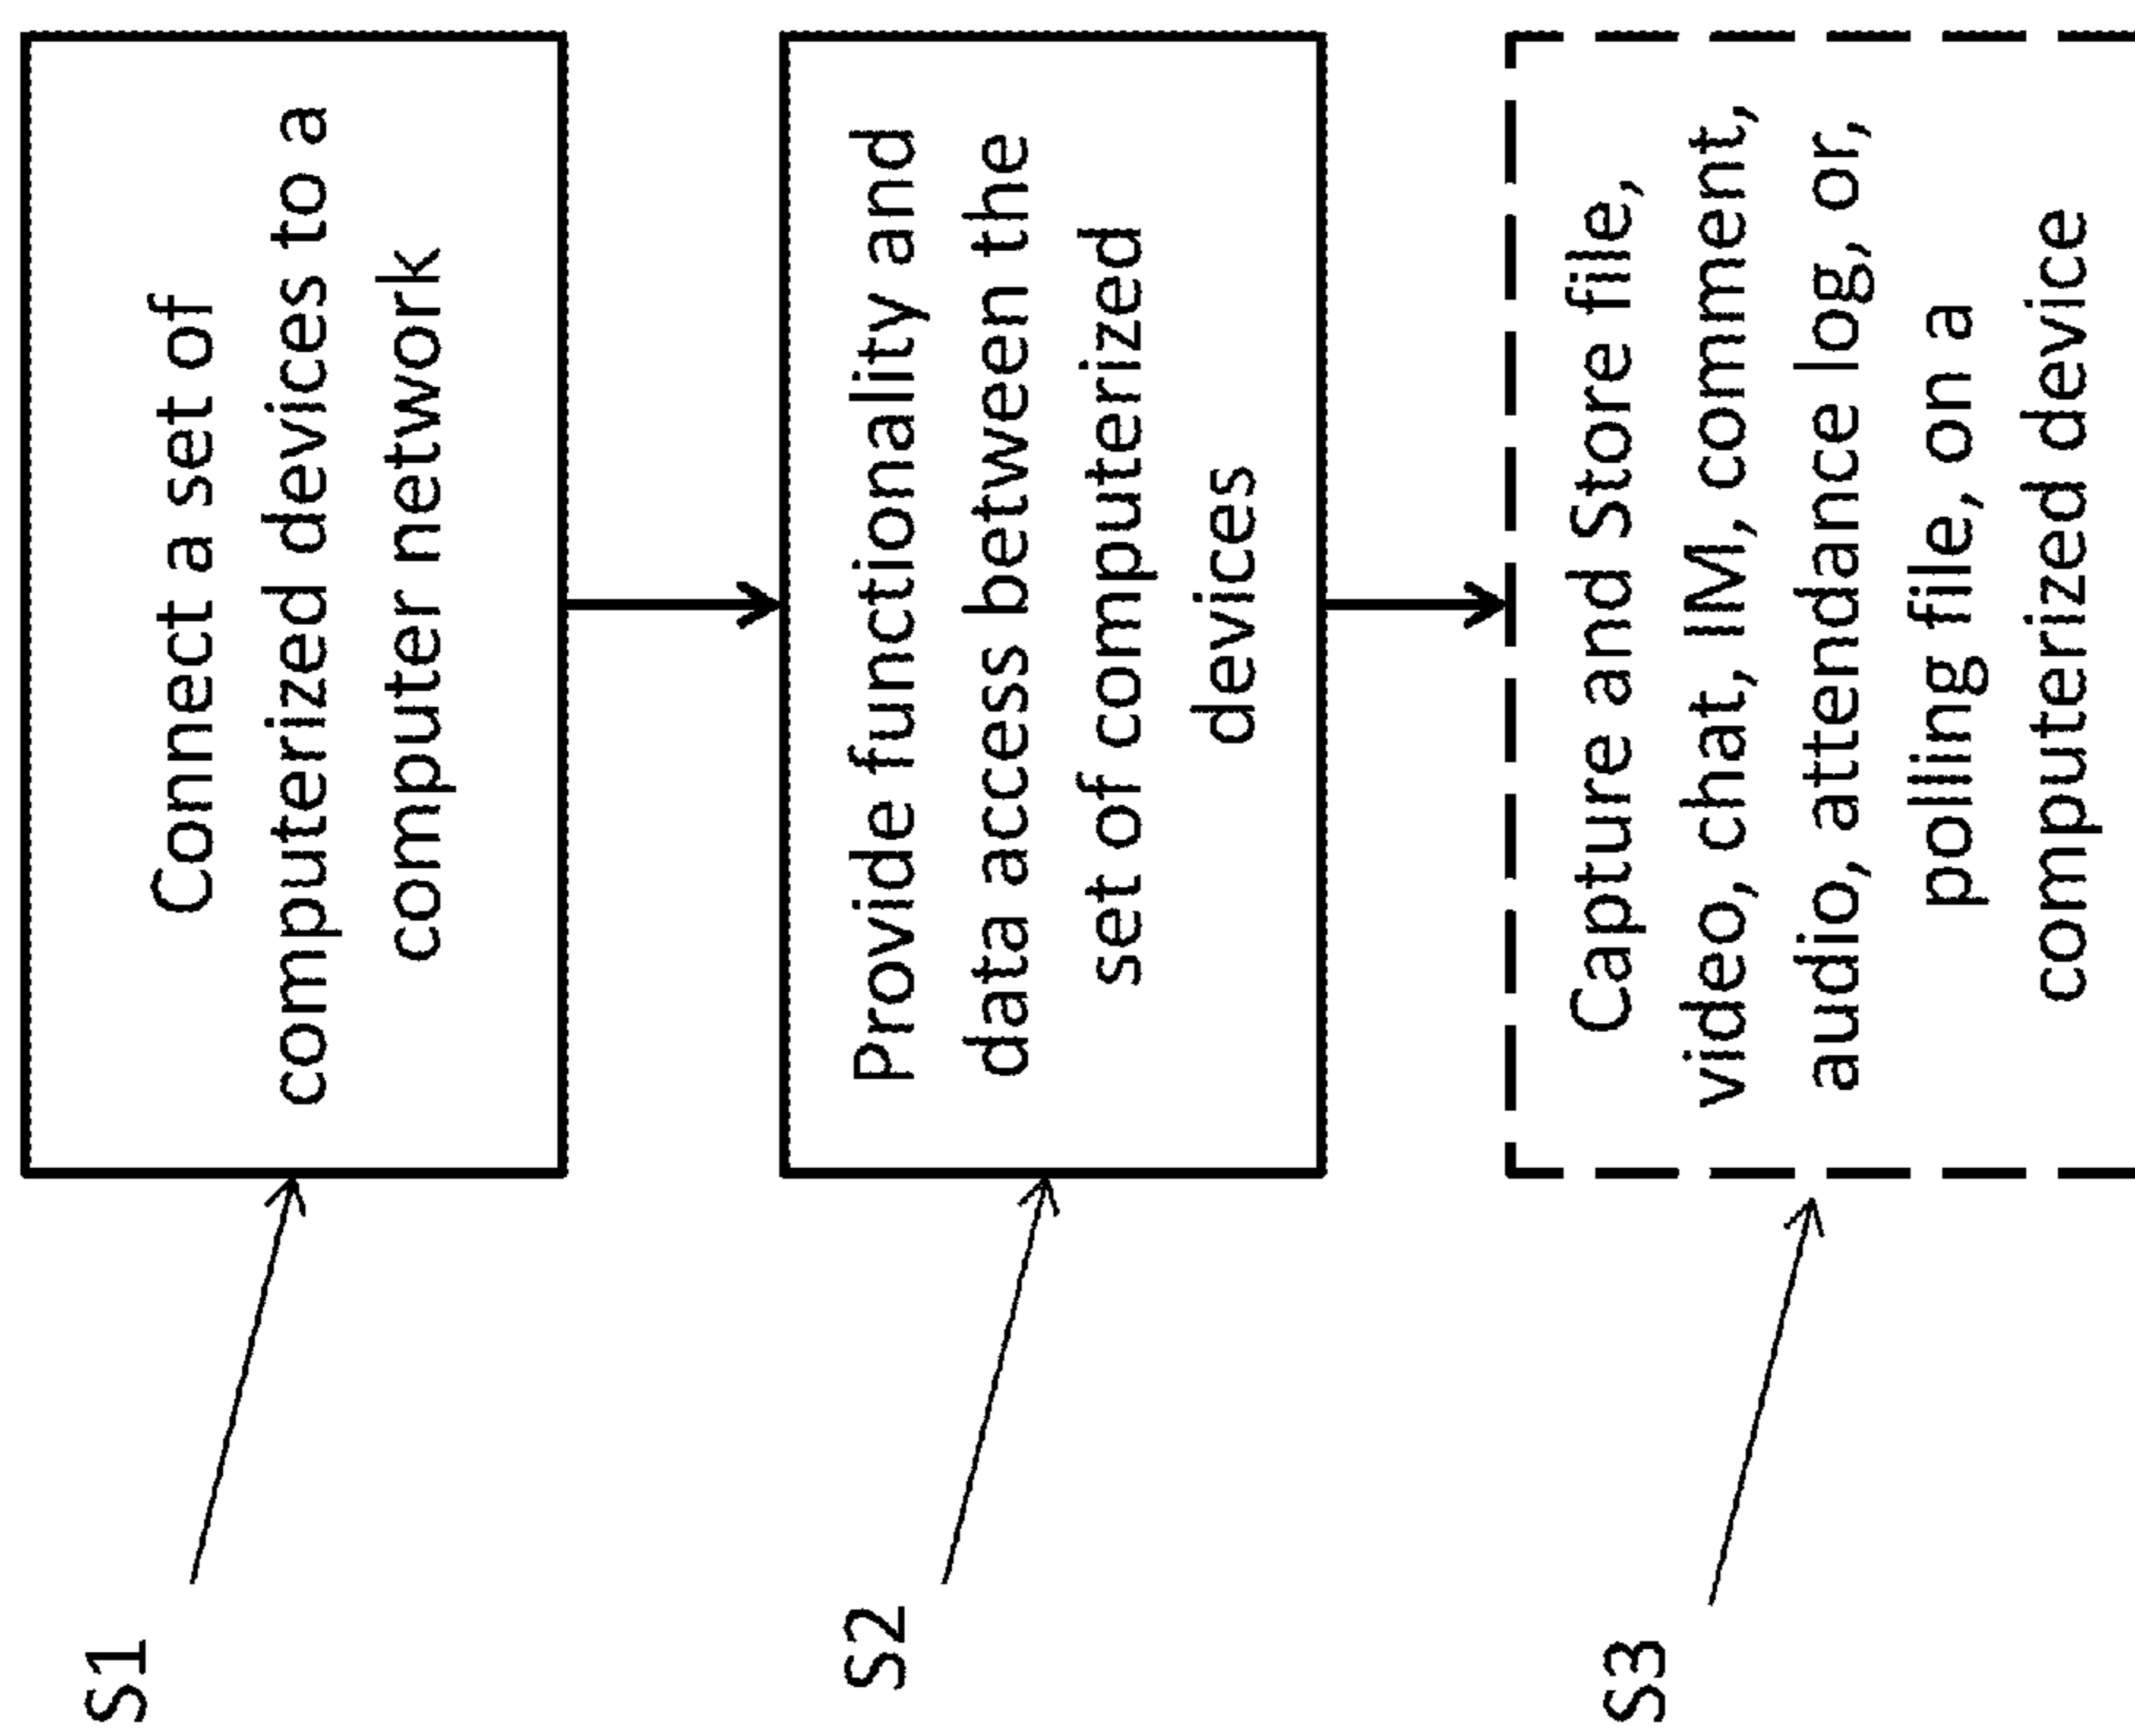 S1
Connect a set of
computerized devices to a
computer network
S2
Provide functionality and
data access between the
set of computerized
devices
S3
Capture and Store file,
video, chat, IM, comment,
audio, attendance log, or,
polling file, on a
computerized device